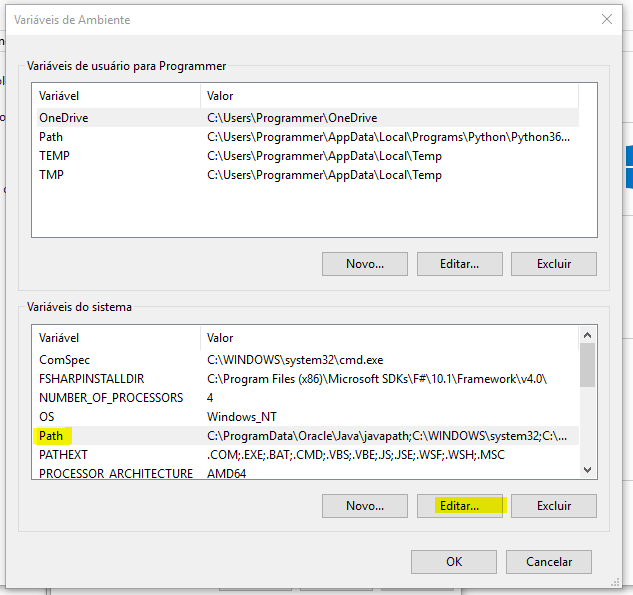 Variáveis de Ambiente
Variáveis de usuário para Programmer
Variável Valor
OneDrive C:\Users\Programmer\OneDrive
Path C:\Users\Programmer\AppData\Local\Programs\Python\Python36...
TEMP C:\Users\Programmer\AppData\Local\Temp
TMP C:\Users\Programmer\AppData\Local\Temp
Novo... Editar... Excluir
Variáveis do sistema
Variável Valor
ComSpec C:\WINDOWS\system32\cmd.exe
FSHARPINSTALLDIR C:\Program Files (x86)\Microsoft SDKs\F#\10.1\Framework\v4.0\
NUMBER_OF_PROCESSORS 4
OS Windows_NT
Path C:\ProgramData\Oracle\Java\javapath;C:\WINDOWS\system32;C:\...
PATHEXT .COM;.EXE;.BAT;.CMD;.VBS;.VBE;.JS;.JSE;.WSF;.WSH;.MSC
PROCESSOR_ARCHITECTURE AMD64
Novo... Editar... Excluir
OK Cancelar